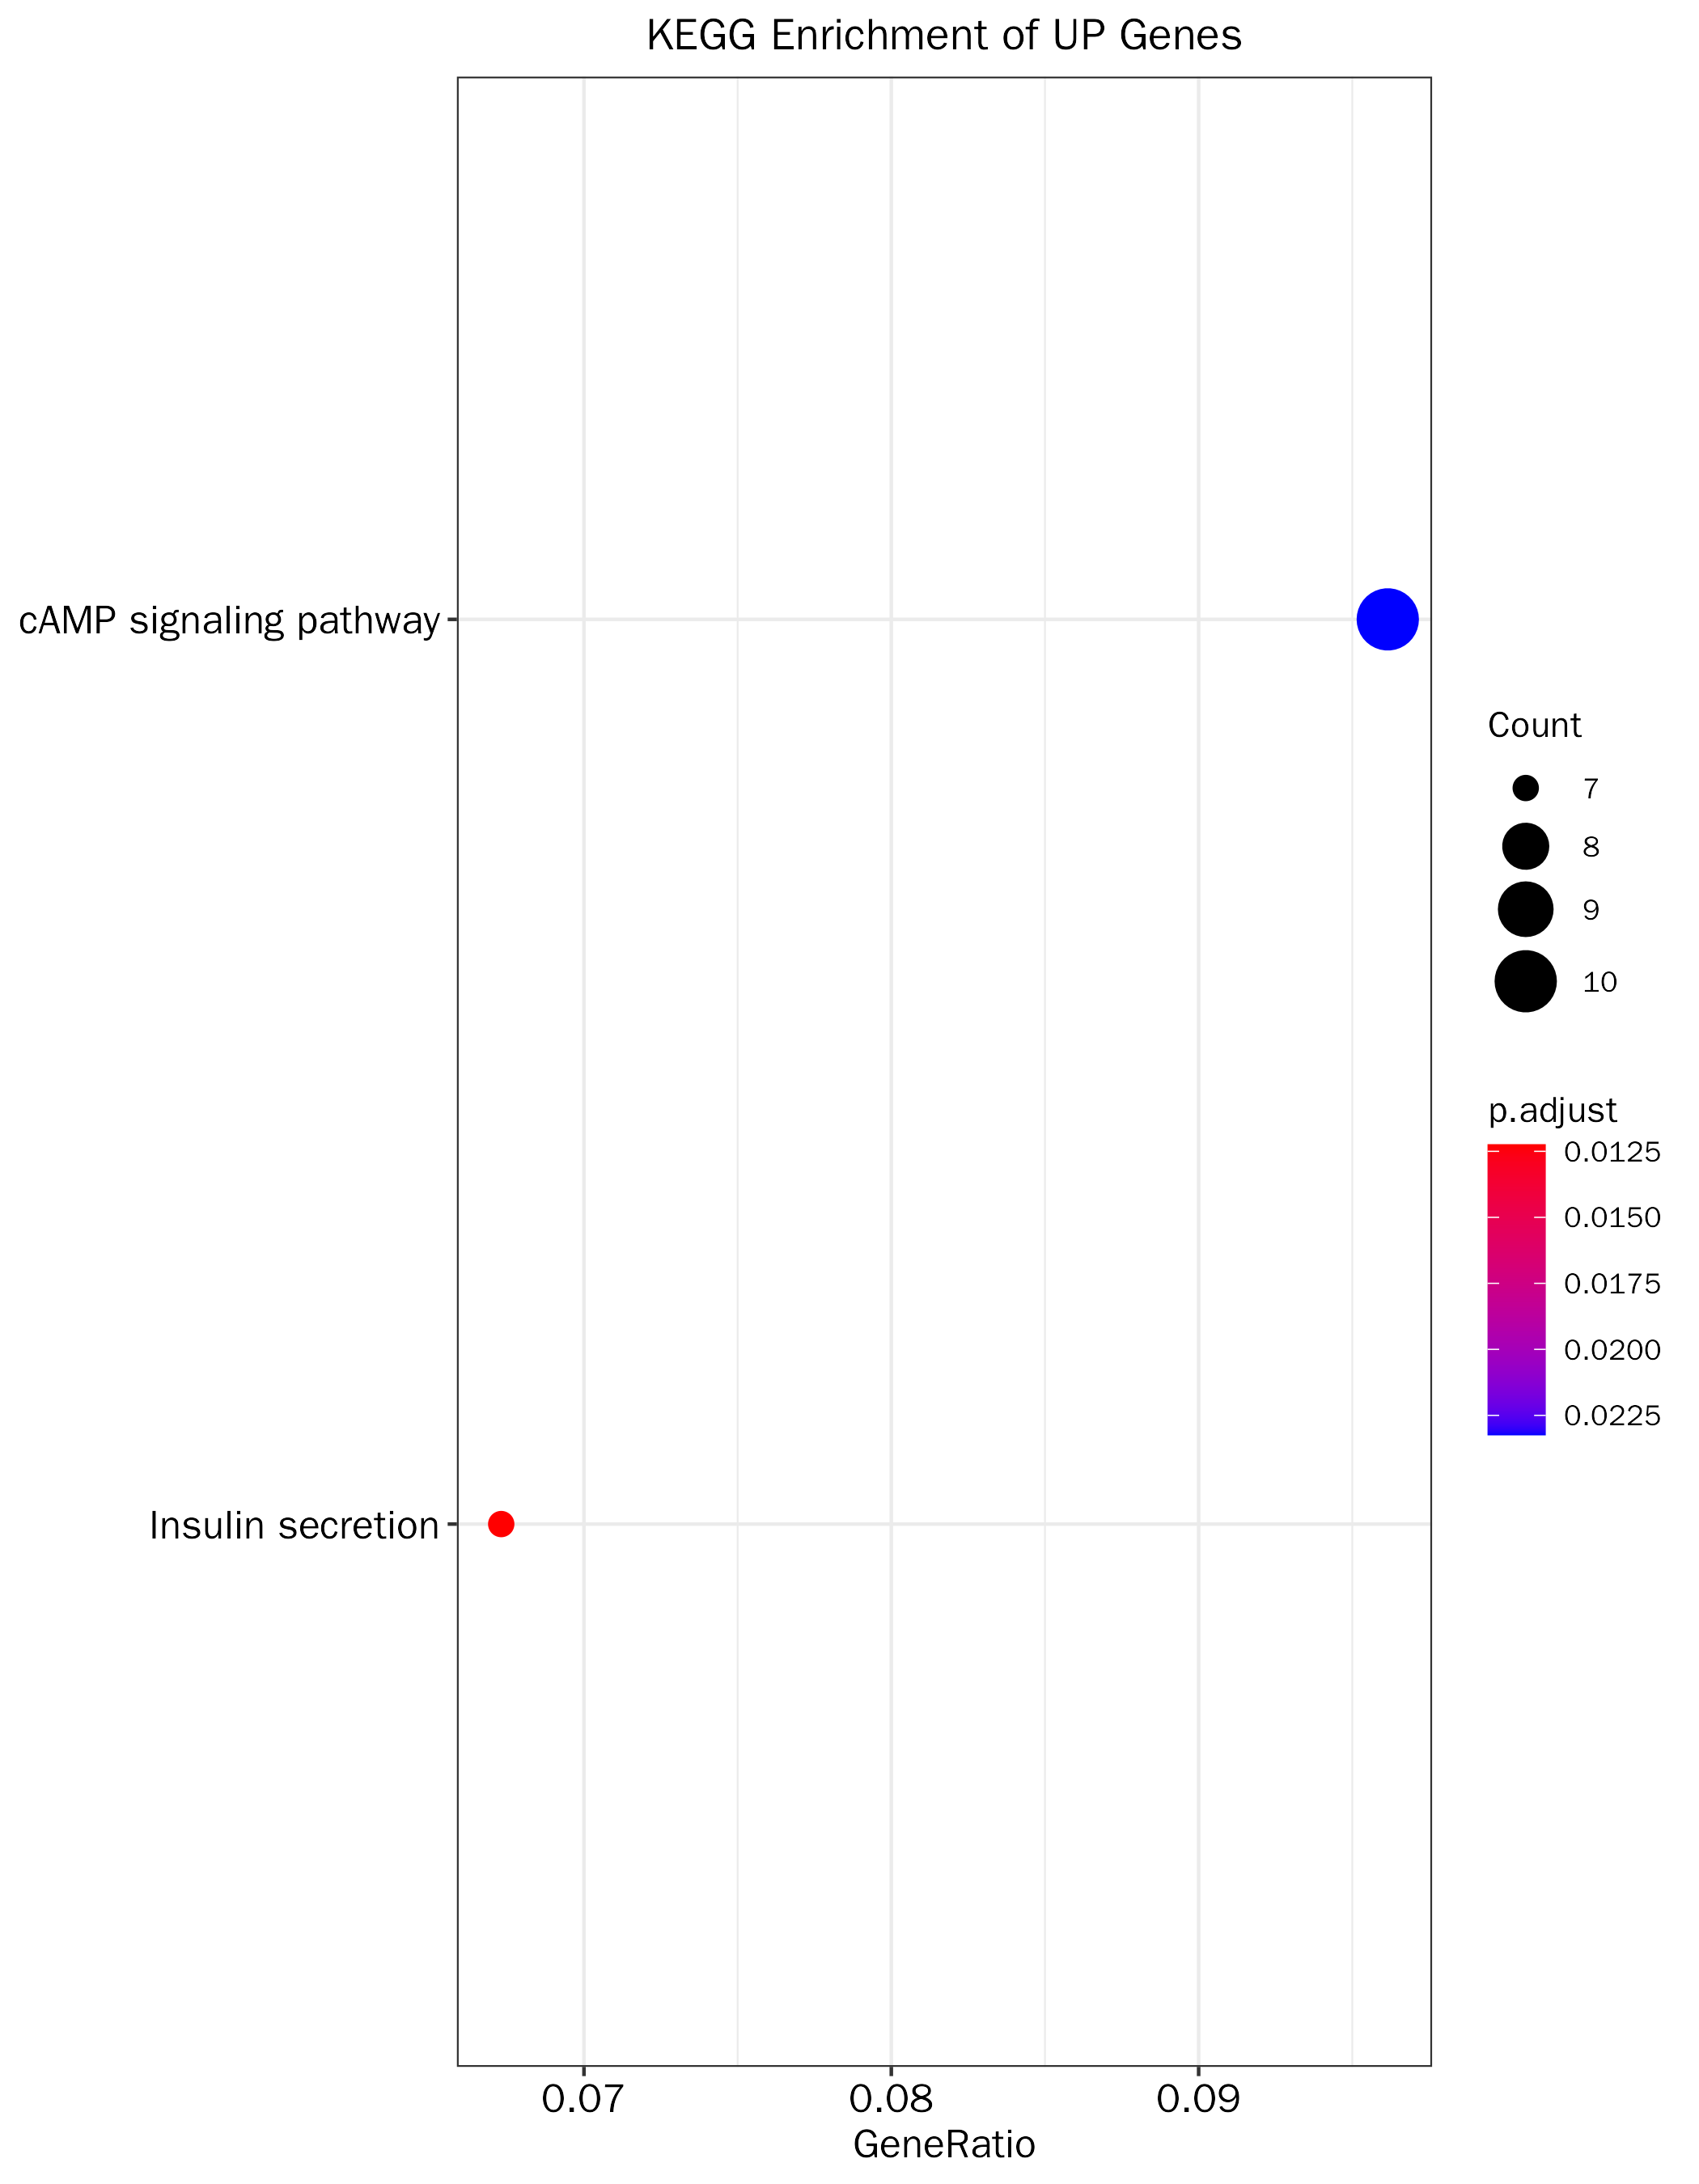 KEGG Enrichment of UP Genes
cAMP signaling pathway
Insulin secretion
0.07
0.08
0.09
GeneRatio
Count
7
8
9
10
p.adjust
0.0125
0.0150
0.0175
0.0200
0.0225